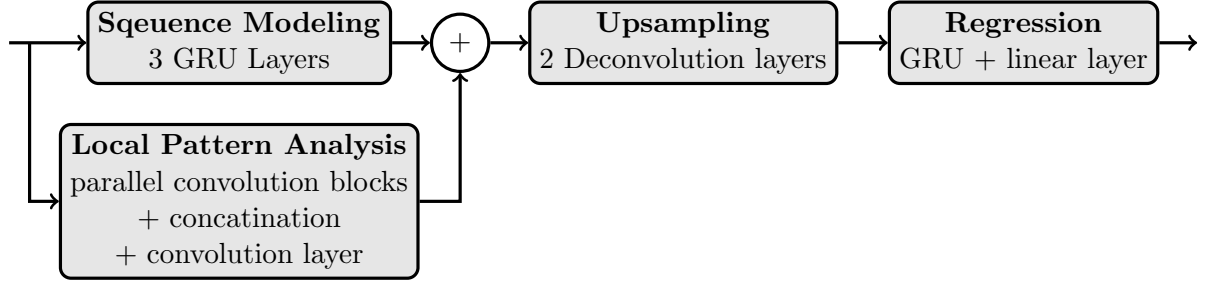 Sqeuence Modeling
3 GRU Layers
+
Upsampling
2 Deconvolution layers
Regression
GRU + linear layer
Local Pattern Analysis
parallel convolution blocks
+ concatination
+ convolution layer